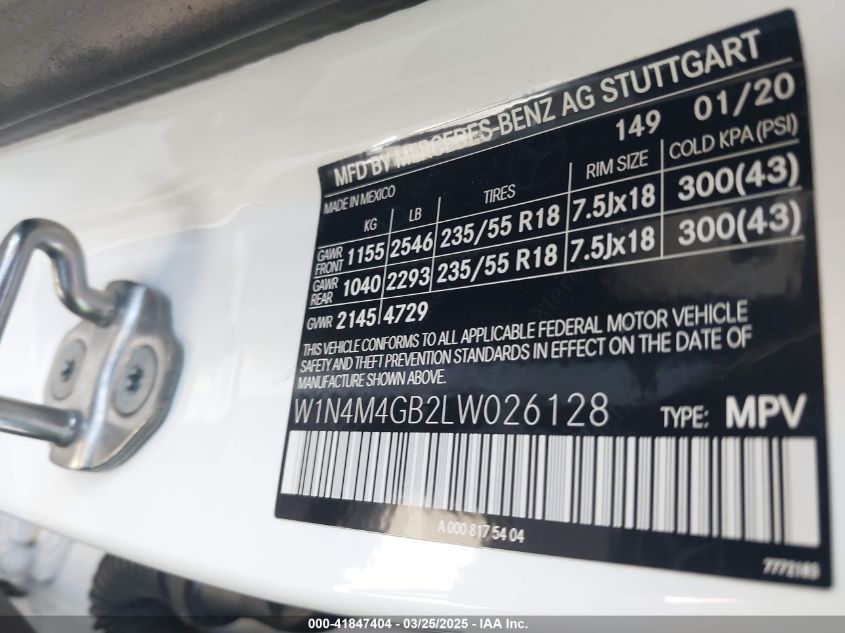 MFD BY MERCEDES-BENZ AG STUTTGART
MADE IN MEXICO 149 01/20
KG LB TIRES RIM SIZE COLD KPA (PSI)
GAWR FRONT 1155 2546 235/55 R18 7.5Jx18 300(43)
GAWR REAR 1040 2293 235/55 R18 7.5Jx18 300(43)
GVWR 2145 4729
THIS VEHICLE CONFORMS TO ALL APPLICABLE FEDERAL MOTOR VEHICLE
SAFETY AND THEFT PREVENTION STANDARDS IN EFFECT ON THE DATE OF
MANUFACTURE SHOWN ABOVE.
W1N4M4GB2LW026128 TYPE: MPV
A 000 817 54 04
7772183
000-41847404 - 03/25/2025 - IAA Inc.